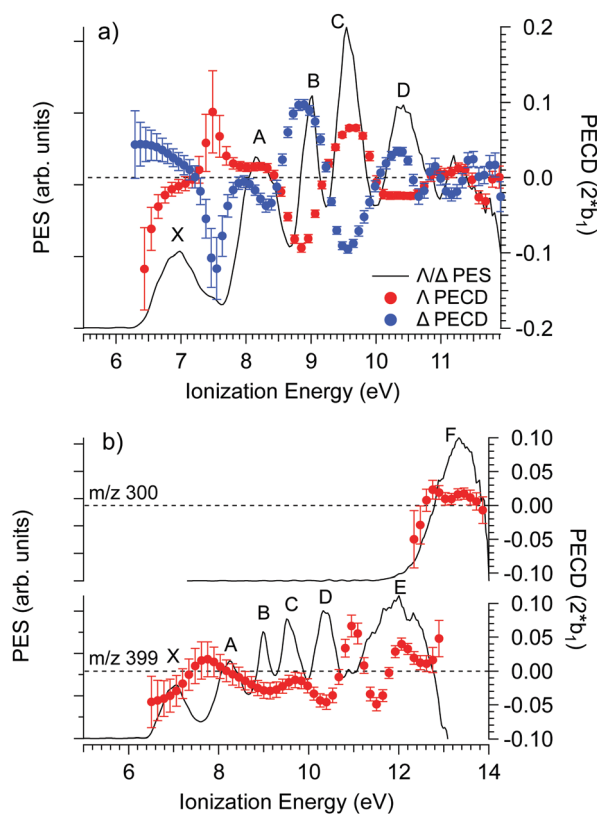 a)
C
B
D
A
X
0.2
0.1
0.0
-0.1
-0.2
PES (arb. units)
PECD (2*b₁)
Λ/Δ PES
Λ PECD
Δ PECD
6 7 8 9 10 11
Ionization Energy (eV)
b)
F
m/z 300
0.10
0.05
0.00
-0.05
-0.10
PES (arb. units)
PECD (2*b₁)
m/z 399
X
A
B
C
D
E
0.10
0.05
0.00
-0.05
-0.10
6 8 10 12 14
Ionization Energy (eV)